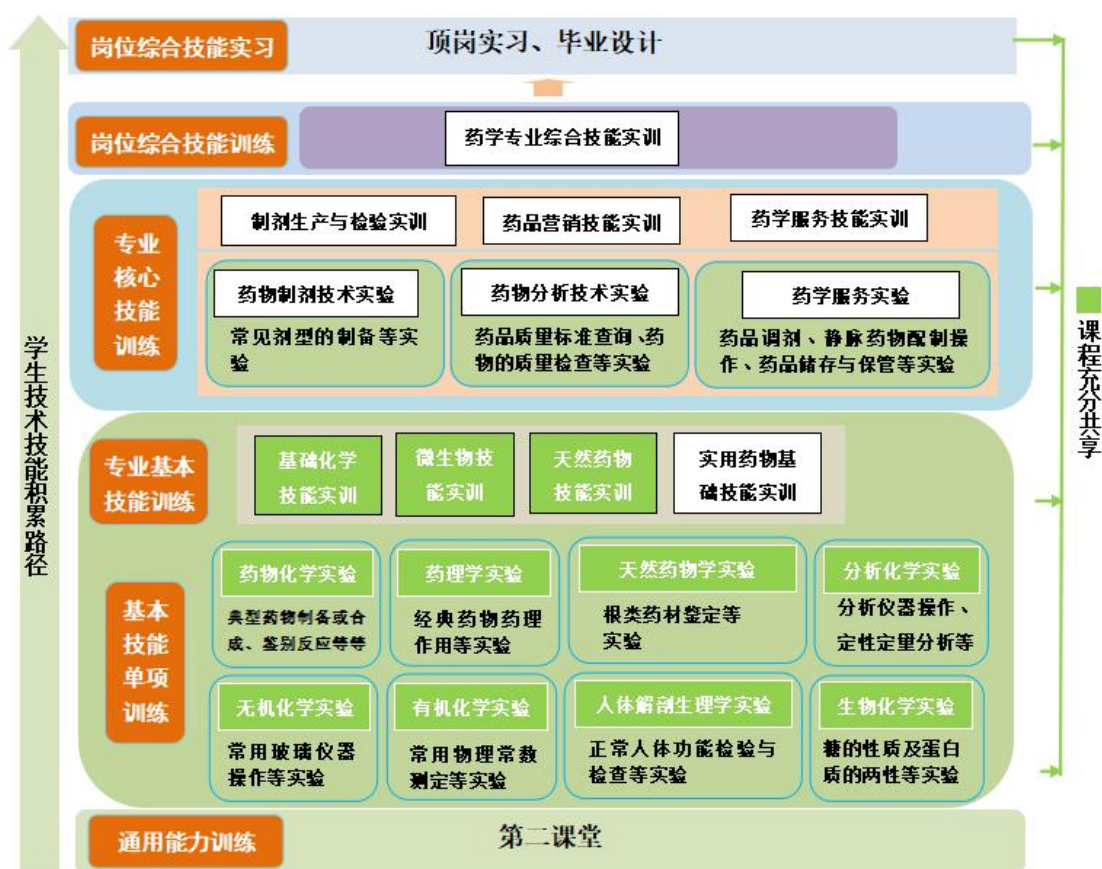 岗位综合技能实习
顶岗实习、毕业设计
岗位综合技能训练
药学专业综合技能实训
专业
核心
技能
训练
制剂生产与检验实训
药品营销技能实训
药学服务技能实训
药物制剂技术实验
常见剂型的制备等实
验
药物分析技术实验
药品质量标准查询、药
物的质量检查等实验
药学服务实验
药品调剂、静脉药物配制操
作、药品储存与保管等实验
专业基本
技能训练
基础化学
技能实训
微生物技
能实训
天然药物
技能实训
实用药物基
础技能实训
基本
技能
单项
训练
药物化学实验
典型药物制备或合
成、鉴别反应等等
药理学实验
经典药物药理
作用等实验
天然药物学实验
根类药材鉴定等
实验
分析化学实验
分析仪器操作、
定性定量分析等
无机化学实验
常用玻璃仪器
操作等实验
有机化学实验
常用物理常数
测定等实验
人体解剖生理学实验
正常人体功能检验与
检查等实验
生物化学实验
糖的性质及蛋白
质的两性等实验
通用能力训练
第二课堂
学生技术技能积累路径
课程充分共享